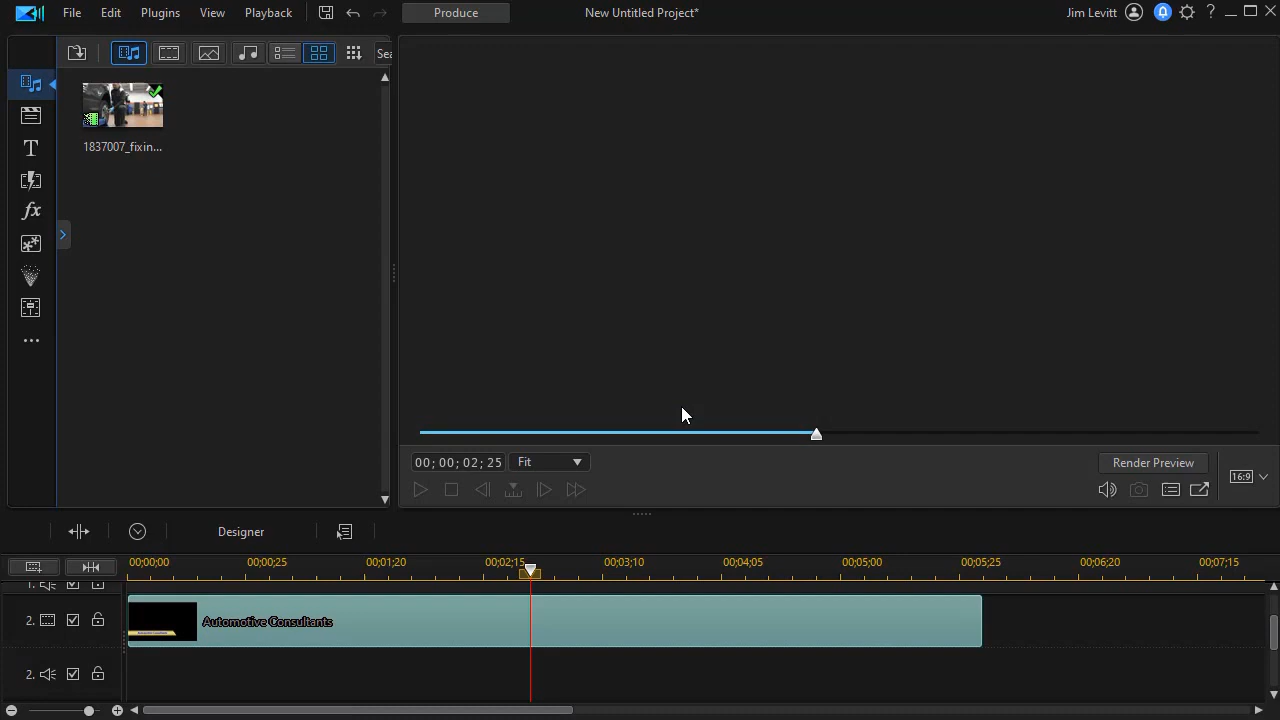 File Edit Plugins View Playback Produce New Untitled Project* Jim Levitt ?
Sea
T
1837007_fixin...
fx
00; 00; 02; 25 Fit Render Preview
16:9
Designer
00;00;00 00;00;25 00;01;20 00;02;15 00;03;10 00;04;05 00;05;00 00;05;25 00;06;20 00;07;15
1.
2. Automotive Consultants
2.